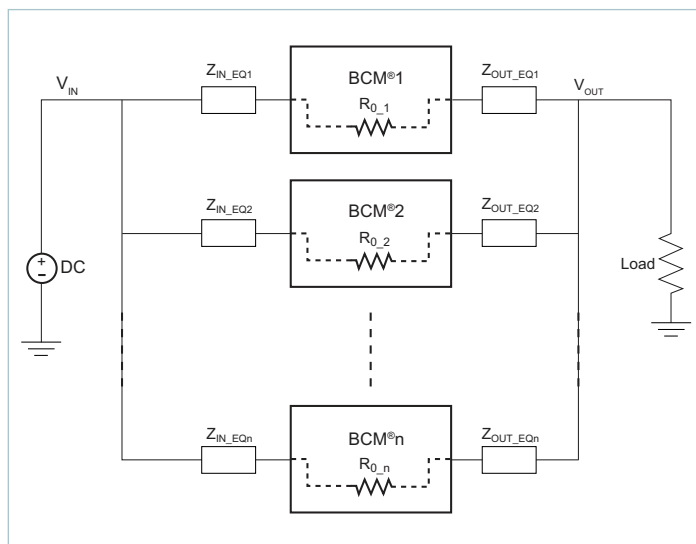 V_IN
Z_IN_EQ1
BCM®1
R_0_1
Z_OUT_EQ1
V_OUT
Z_IN_EQ2
BCM®2
R_0_2
Z_OUT_EQ2
+
-
DC
Load
Z_IN_EQn
BCM®n
R_0_n
Z_OUT_EQn